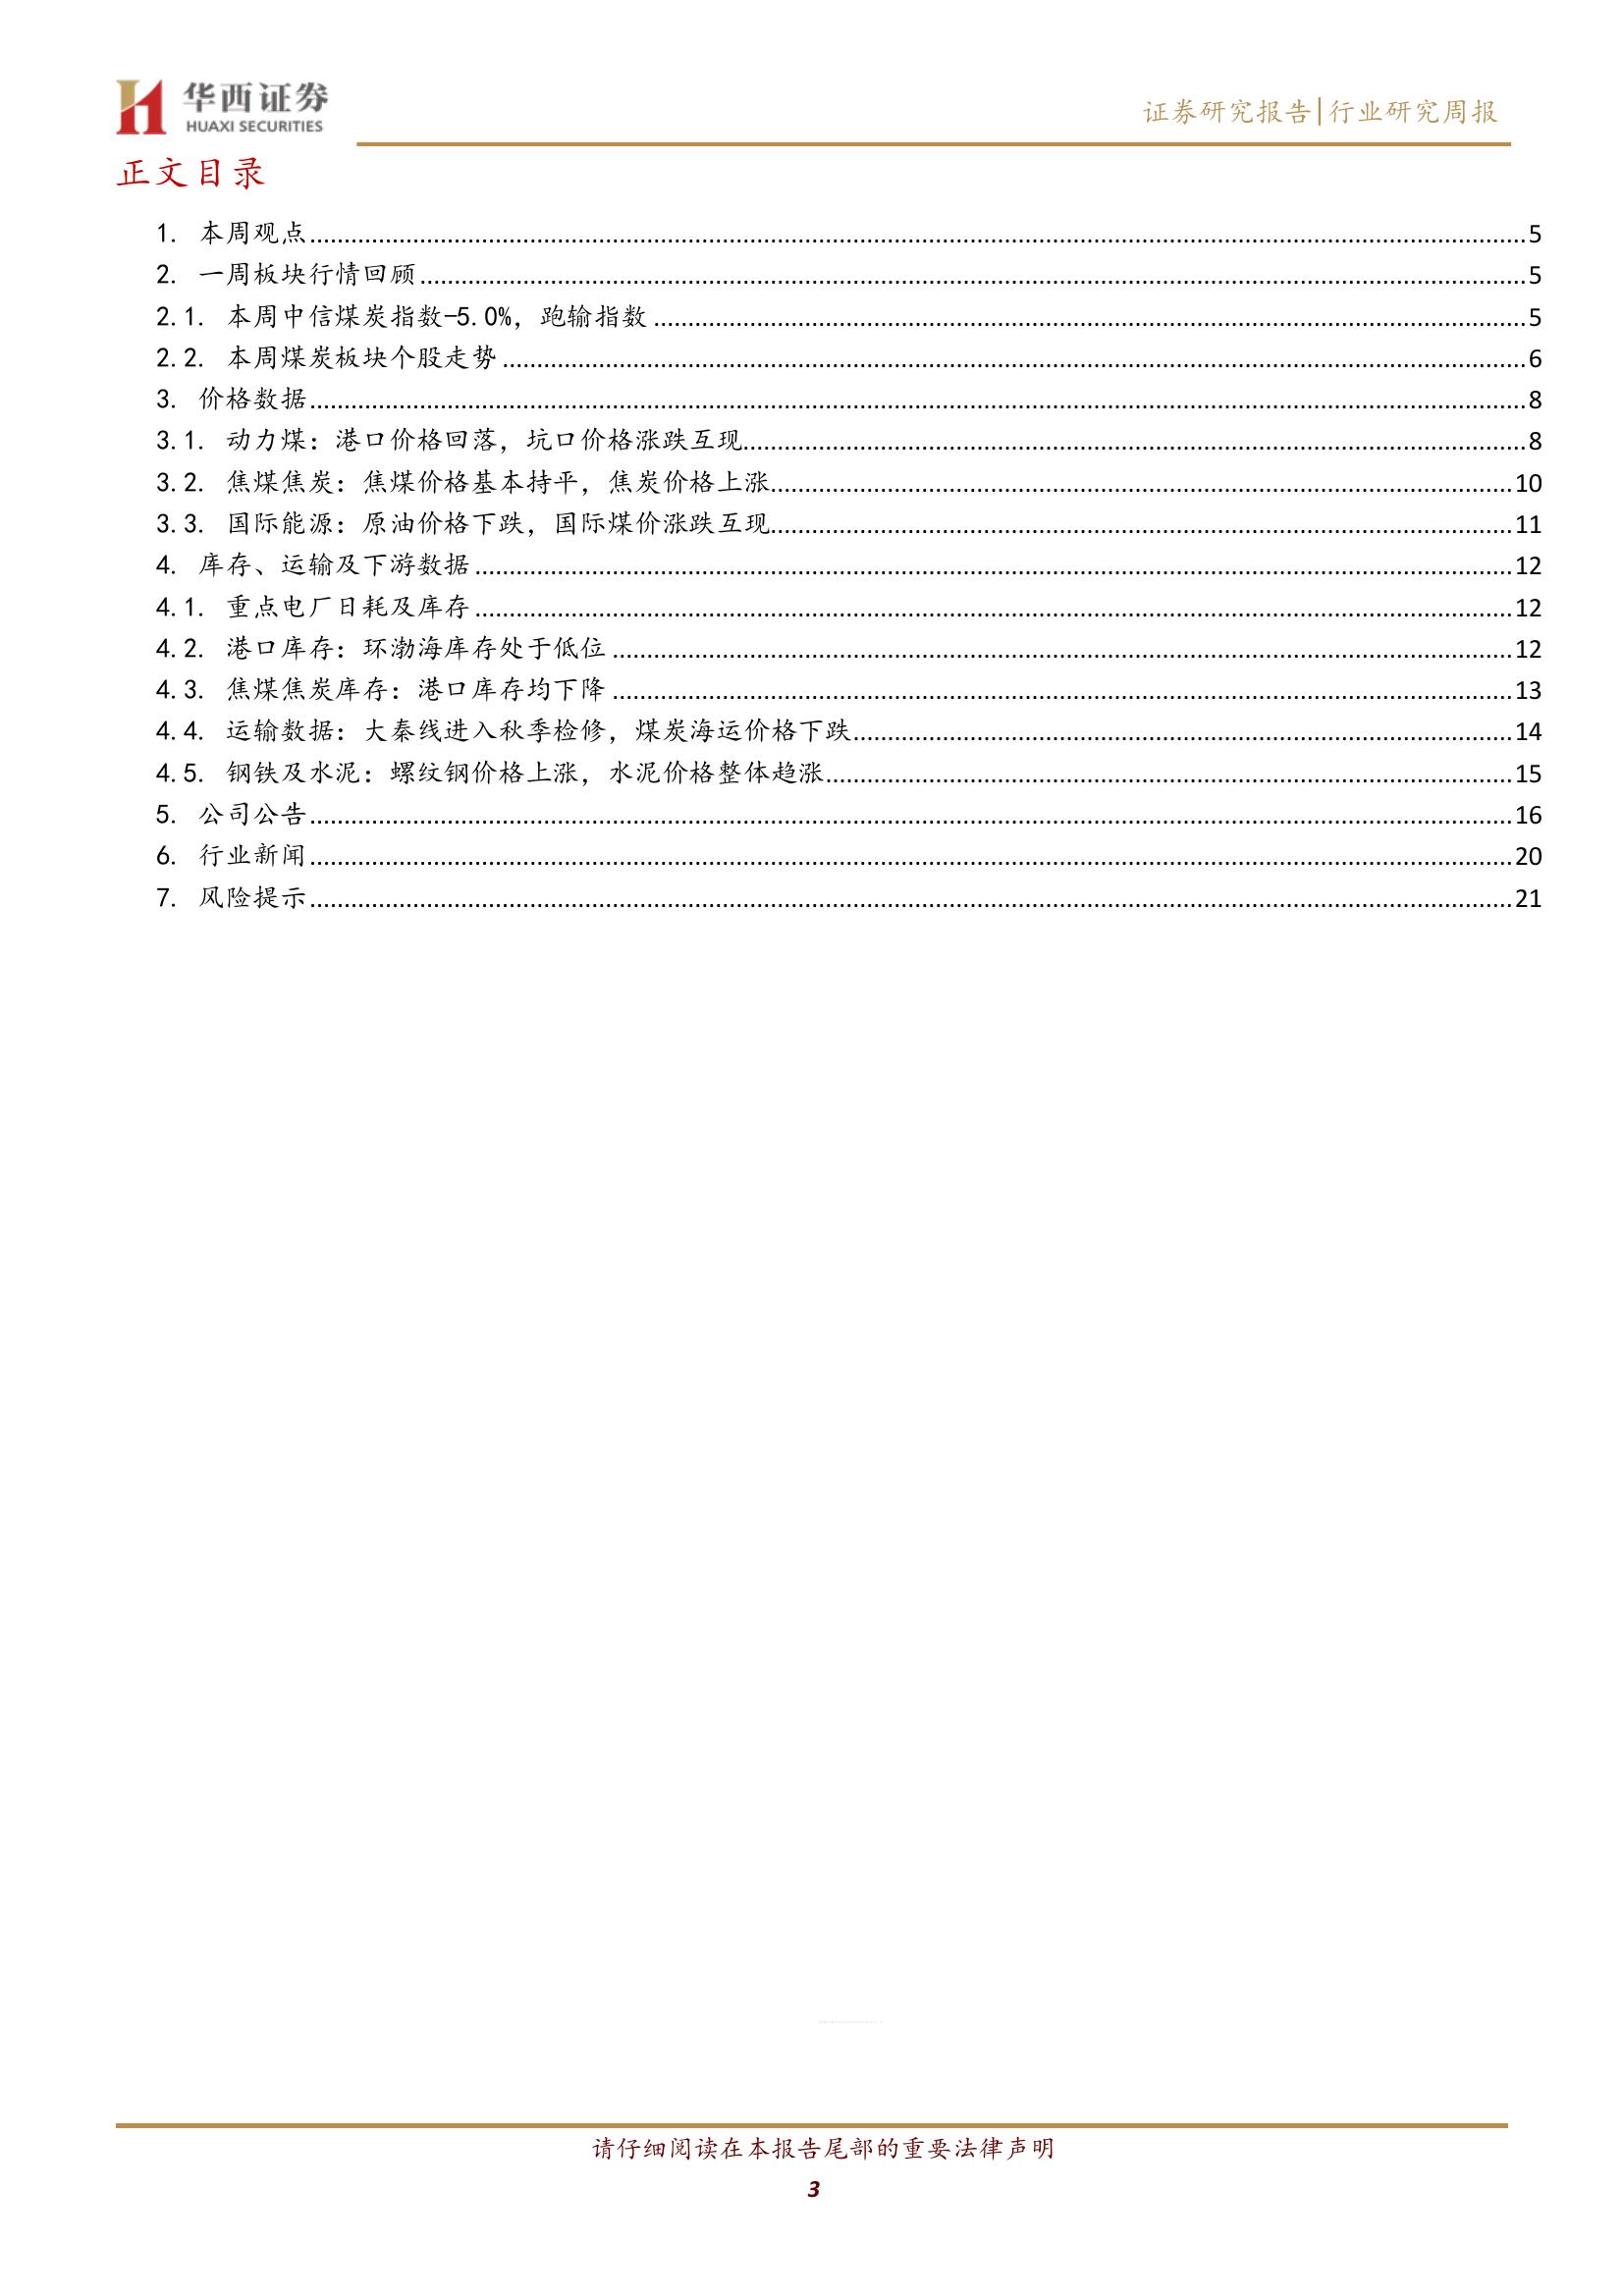 华西证券
HUAXI SECURITIES
证券研究报告|行业研究周报
正文目录
1. 本周观点........5
2. 一周板块行情回顾........5
2.1. 本周中信煤炭指数-5.0%，跑输指数........5
2.2. 本周煤炭板块个股走势........6
3. 价格数据........8
3.1. 动力煤：港口价格回落，坑口价格涨跌互现........8
3.2. 焦煤焦炭：焦煤价格基本持平，焦炭价格上涨........10
3.3. 国际能源：原油价格下跌，国际煤价涨跌互现........11
4. 库存、运输及下游数据........12
4.1. 重点电厂日耗及库存........12
4.2. 港口库存：环渤海库存处于低位........12
4.3. 焦煤焦炭库存：港口库存均下降........13
4.4. 运输数据：大秦线进入秋季检修，煤炭海运价格下跌........14
4.5. 钢铁及水泥：螺纹钢价格上涨，水泥价格整体趋涨........15
5. 公司公告........16
6. 行业新闻........20
7. 风险提示........21
请仔细阅读在本报告尾部的重要法律声明
3